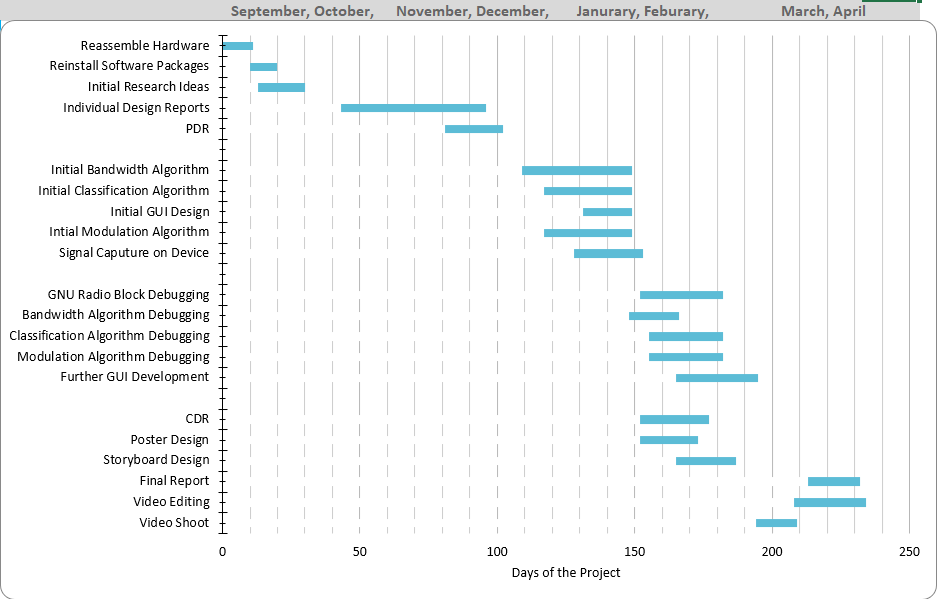 September, October, November, December, Janurary, Feburary, March, April
Reassemble Hardware
Reinstall Software Packages
Initial Research Ideas
Individual Design Reports
PDR
Initial Bandwidth Algorithm
Initial Classification Algorithm
Initial GUI Design
Intial Modulation Algorithm
Signal Caputure on Device
GNU Radio Block Debugging
Bandwidth Algorithm Debugging
Classification Algorithm Debugging
Modulation Algorithm Debugging
Further GUI Development
CDR
Poster Design
Storyboard Design
Final Report
Video Editing
Video Shoot
0 50 100 150 200 250
Days of the Project